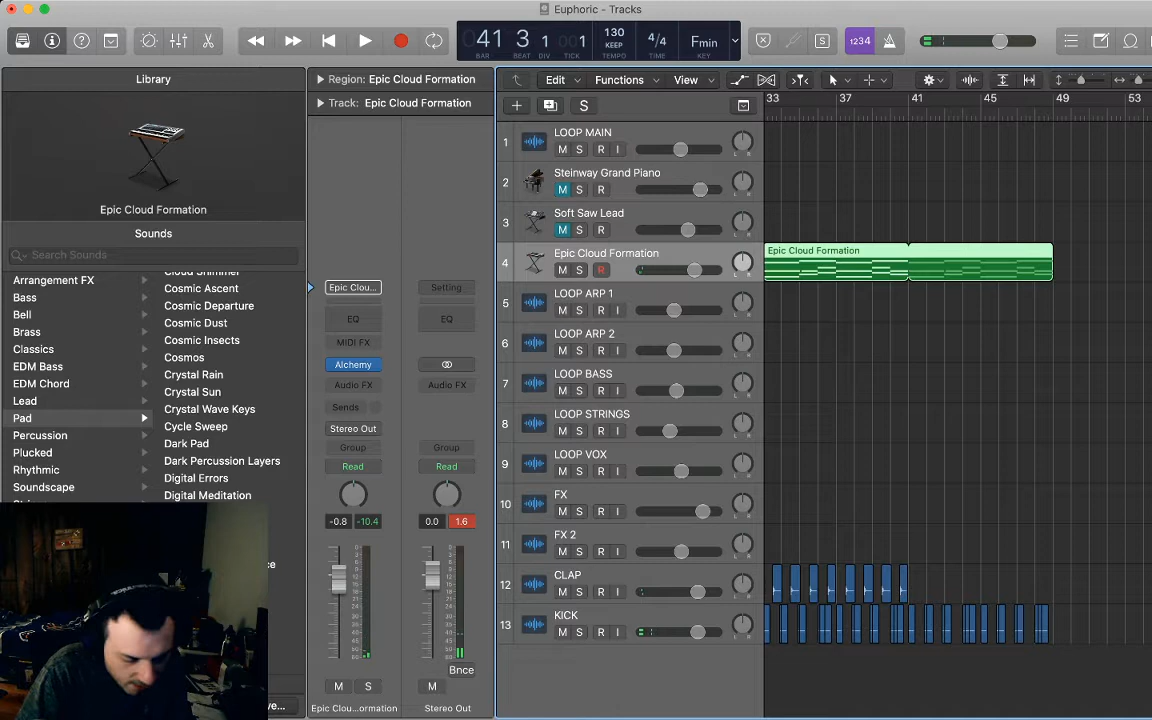 Euphoric - Tracks
41 3 1 001
BAR BEAT DIV TICK
130
KEEP
TEMPO
4/4
TIME
Fmin
1234
Library
Epic Cloud Formation
Sounds
Search Sounds
Arrangement FX
Bass
Bell
Brass
Classics
EDM Bass
EDM Chord
Lead
Pad
Percussion
Plucked
Rhythmic
Soundscape
Cloud Shimmer
Cosmic Ascent
Cosmic Departure
Cosmic Dust
Cosmic Insects
Cosmos
Crystal Rain
Crystal Sun
Crystal Wave Keys
Cycle Sweep
Dark Pad
Dark Percussion Layers
Digital Errors
Digital Meditation
ve...
Region: Epic Cloud Formation
Track: Epic Cloud Formation
Epic Clou... Setting
EQ EQ
MIDI FX
Alchemy
Audio FX Audio FX
Sends
Stereo Out
Group Group
Read Read
-0.8 -10.4 0.0 1.6
Bnce
M S M
Epic Clou...ormation Stereo Out
Edit Functions View
S
33 37 41 45 49 53
1 LOOP MAIN
M S R I
2 Steinway Grand Piano
M S R
3 Soft Saw Lead
M S R
4 Epic Cloud Formation
M S R
Epic Cloud Formation
5 LOOP ARP 1
M S R I
6 LOOP ARP 2
M S R I
7 LOOP BASS
M S R I
8 LOOP STRINGS
M S R I
9 LOOP VOX
M S R I
10 FX
M S R I
11 FX 2
M S R I
12 CLAP
M S R I
13 KICK
M S R I